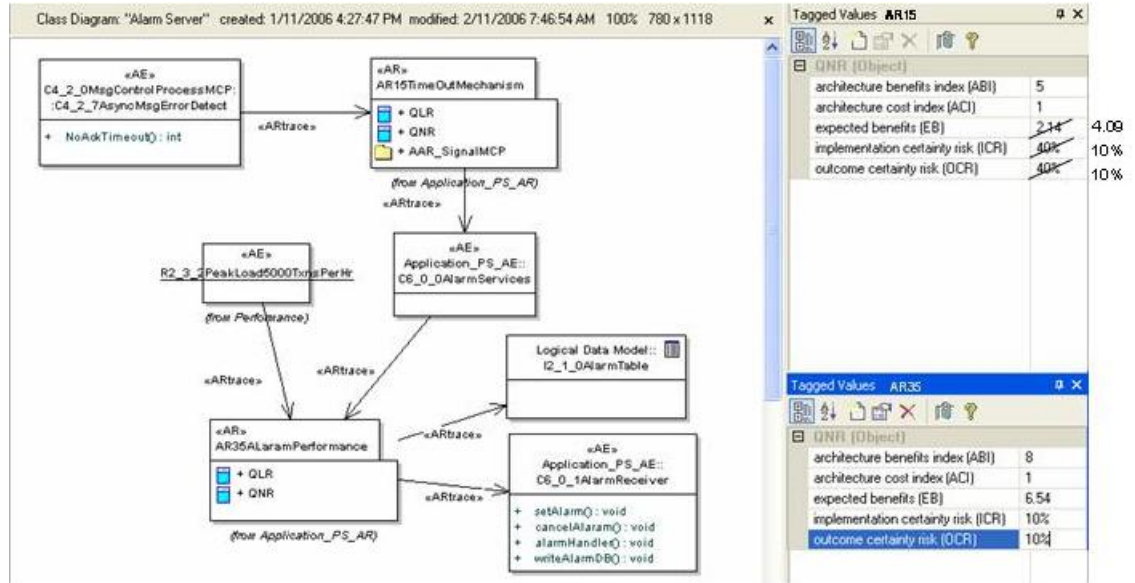 Class Diagram: "Alarm Server" created: 1/11/2006 4:27:47 PM modified: 2/11/2006 7:46:54 AM 100% 780 x 1118
«AE»
C4_2_0MsgControlProcessMCP:
:C4_2_7AsyncMsgErrorDetect
+ NoAckTimeout() : int
«ARtrace»
«AR»
AR15TimeOutMechanism
+ QLR
+ QNR
+ AAR_SignalMCP
(from Application_PS_AR)
«ARtrace»
«AE»
R2_3_2PeakLoad5000TxnsPerHr
(from Performance)
«AE»
Application_PS_AE::
C6_0_0AlarmServices
«ARtrace»
«ARtrace»
Logical Data Model::
I2_1_0AlarmTable
«AR»
AR35ALaramPerformance
+ QLR
+ QNR
(from Application_PS_AR)
«ARtrace»
«ARtrace»
«AE»
Application_PS_AE::
C6_0_1AlarmReceiver
+ setAlarm() : void
+ cancelAlaram() : void
+ alarmHandler() : void
+ writeAlarmDB() : void
Tagged Values AR15
QNR (Object)
architecture benefits index (ABI) 5
architecture cost index (ACI) 1
expected benefits (EB) 2.14 4.09
implementation certainty risk (ICR) 40% 10%
outcome certainty risk (OCR) 40% 10%
Tagged Values AR35
QNR (Object)
architecture benefits index (ABI) 8
architecture cost index (ACI) 1
expected benefits (EB) 6.54
implementation certainty risk (ICR) 10%
outcome certainty risk (OCR) 10%